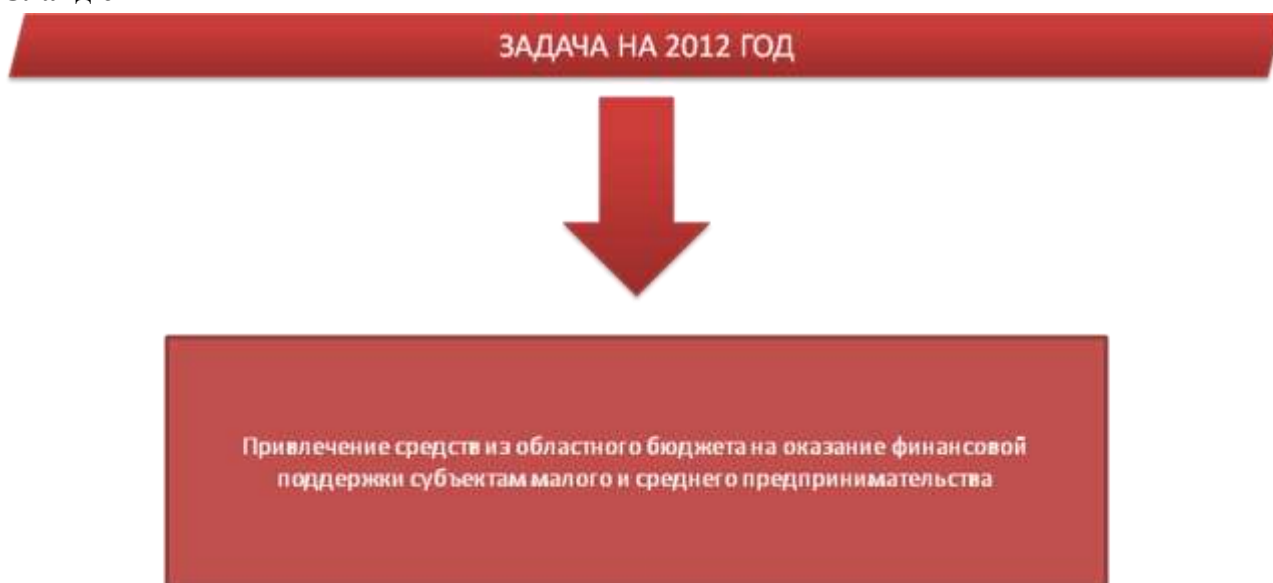 ЗАДАЧА НА 2012 ГОД
Привлечение средств из областного бюджета на оказание финансовой
поддержки субъектам малого и среднего предпринимательства